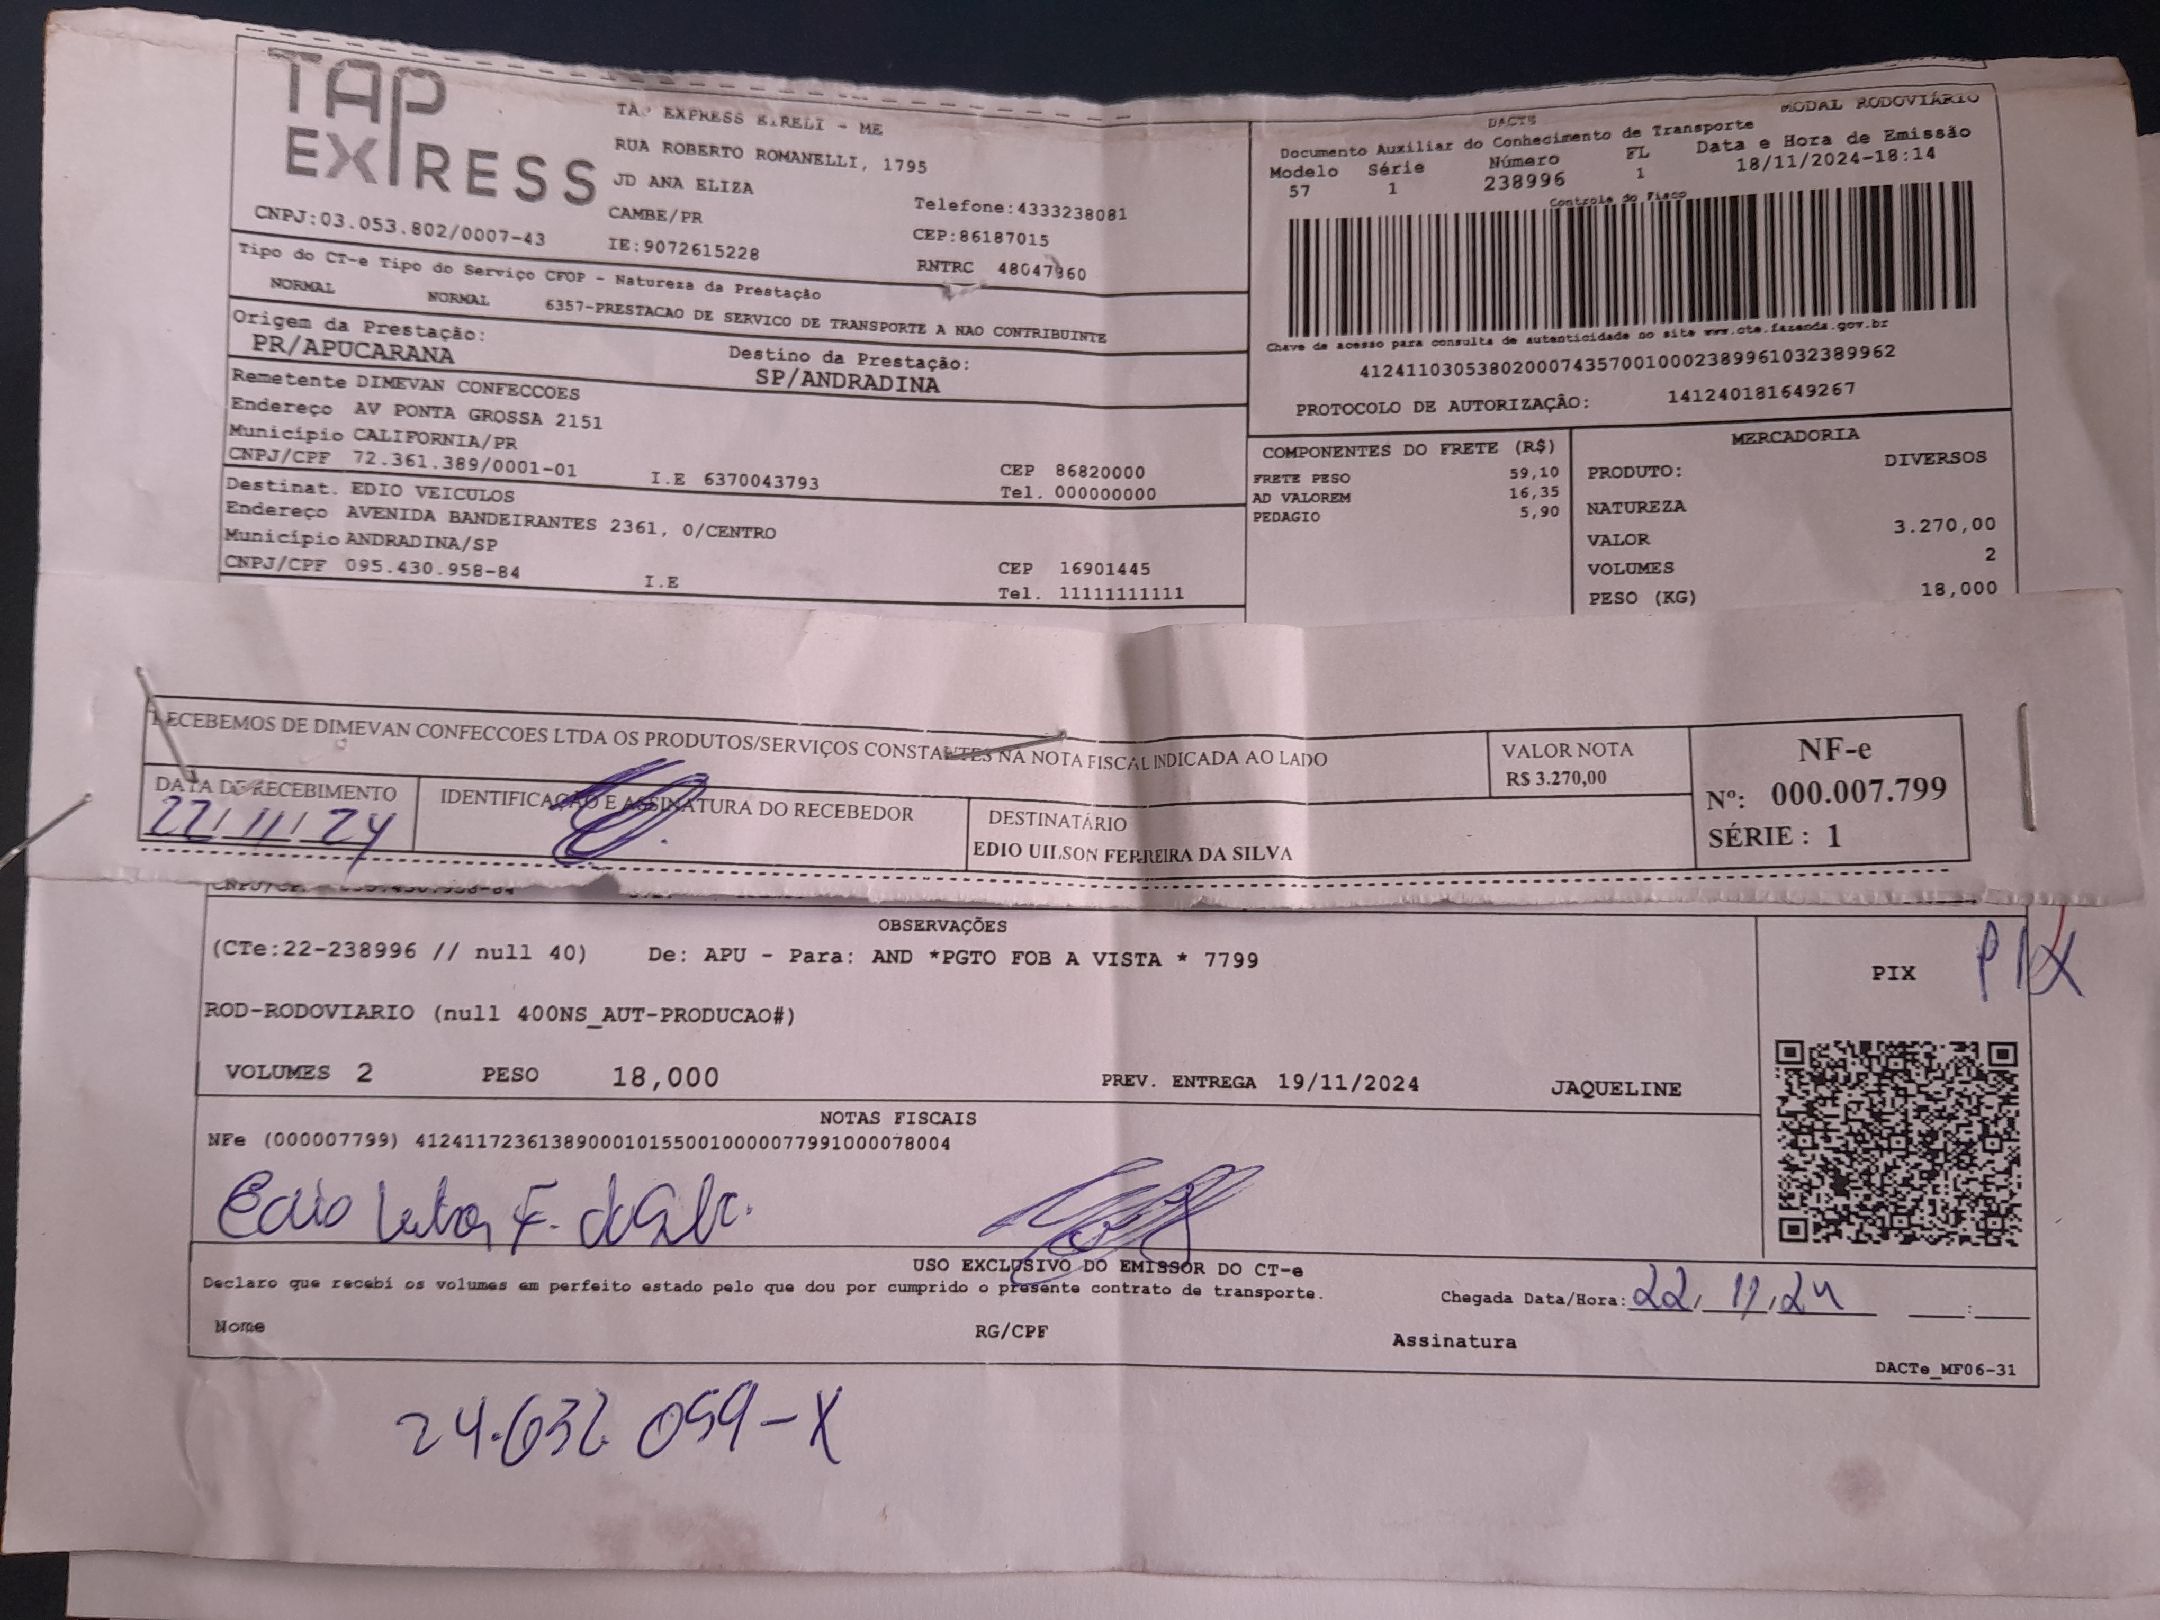 TAP
EXPRESS
TAP EXPRESS EIRELI - ME
RUA ROBERTO ROMANELLI, 1795
JD ANA ELIZA
CAMBE/PR
Telefone:4333238081
CEP:86187015
CNPJ:03.053.802/0007-43
IE:9072615228
RNTRC 48047360
Tipo do CT-e Tipo do Serviço CFOP - Natureza da Prestação
NORMAL NORMAL 6357-PRESTACAO DE SERVICO DE TRANSPORTE A NAO CONTRIBUINTE
Origem da Prestação:
PR/APUCARANA
Destino da Prestação:
SP/ANDRADINA
Remetente DIMEVAN CONFECCOES
Endereço AV PONTA GROSSA 2151
Município CALIFORNIA/PR
CEP 86820000
CNPJ/CPF 72.361.389/0001-01 I.E 6370043793 Tel. 000000000
Destinat. EDIO VEICULOS
Endereço AVENIDA BANDEIRANTES 2361, 0/CENTRO
Município ANDRADINA/SP
CEP 16901445
CNPJ/CPF 095.430.958-84 I.E Tel. 11111111111
DACTE MODAL RODOVIÁRIO
Documento Auxiliar do Conhecimento de Transporte
Modelo Série Número FL Data e Hora de Emissão
57 1 238996 1 18/11/2024-18:14
Controle do Fisco
Chave de acesso para consulta de autenticidade no site www.cte.fazenda.gov.br
41241103053802000743570010002389961032389962
PROTOCOLO DE AUTORIZAÇÃO: 141240181649267
COMPONENTES DO FRETE (R$)
FRETE PESO 59,10
AD VALOREM 16,35
PEDAGIO 5,90
MERCADORIA
PRODUTO: DIVERSOS
NATUREZA
VALOR 3.270,00
VOLUMES 2
PESO (KG) 18,000
RECEBEMOS DE DIMEVAN CONFECCOES LTDA OS PRODUTOS/SERVIÇOS CONSTANTES NA NOTA FISCAL INDICADA AO LADO
VALOR NOTA
R$ 3.270,00
NF-e
Nº: 000.007.799
SÉRIE : 1
DATA DE RECEBIMENTO
22/11/24
IDENTIFICAÇÃO E ASSINATURA DO RECEBEDOR
DESTINATÁRIO
EDIO UILSON FERREIRA DA SILVA
CNPJ/CPF 095.430.958-84
OBSERVAÇÕES
(CTe:22-238996 // null 40) De: APU - Para: AND *PGTO FOB A VISTA * 7799
ROD-RODOVIARIO (null 400NS_AUT-PRODUCAO#)
VOLUMES 2 PESO 18,000 PREV. ENTREGA 19/11/2024 JAQUELINE
PIX PIX
NOTAS FISCAIS
NFe (000007799) 41241172361389000101550010000077991000078004
Edio F. da Silva
USO EXCLUSIVO DO EMISSOR DO CT-e
Declaro que recebi os volumes em perfeito estado pelo que dou por cumprido o presente contrato de transporte.
Chegada Data/Hora: 22,11,24 :
Nome RG/CPF Assinatura
DACTe_MF06-31
24.632.059-X